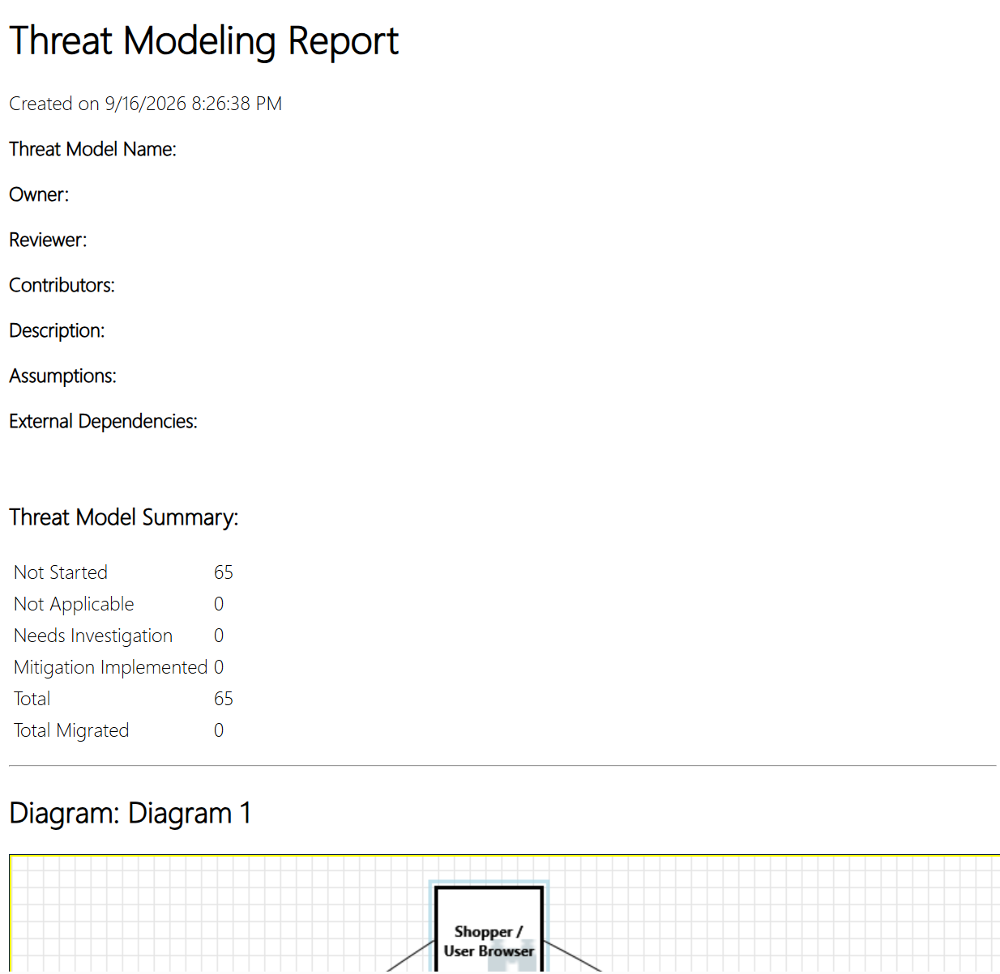 Threat Modeling Report
Created on 9/16/2026 8:26:38 PM
Threat Model Name:
Owner:
Reviewer:
Contributors:
Description:
Assumptions:
External Dependencies:
Threat Model Summary:
Not Started 65
Not Applicable 0
Needs Investigation 0
Mitigation Implemented 0
Total 65
Total Migrated 0
Diagram: Diagram 1
Shopper /
User Browser